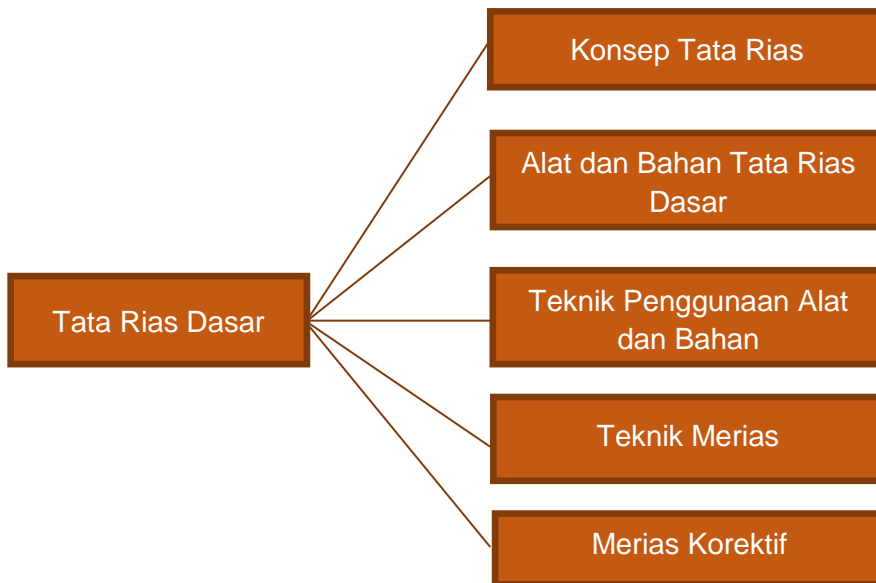 Konsep Tata Rias
Alat dan Bahan Tata Rias
Dasar
Tata Rias Dasar
Teknik Penggunaan Alat
dan Bahan
Teknik Merias
Merias Korektif